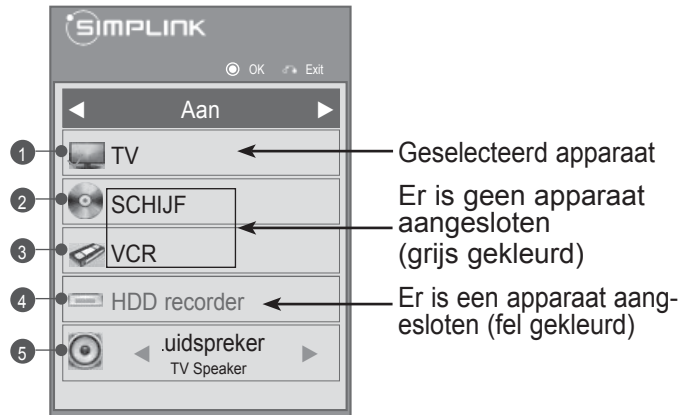 SIMPLINK
OK Exit
Aan
1 TV
Geselecteerd apparaat
2 SCHIJF
3 VCR
Er is geen apparaat
aangesloten
(grijs gekleurd)
4 HDD recorder
Er is een apparaat aang-
esloten (fel gekleurd)
5 .uidspreker
TV Speaker